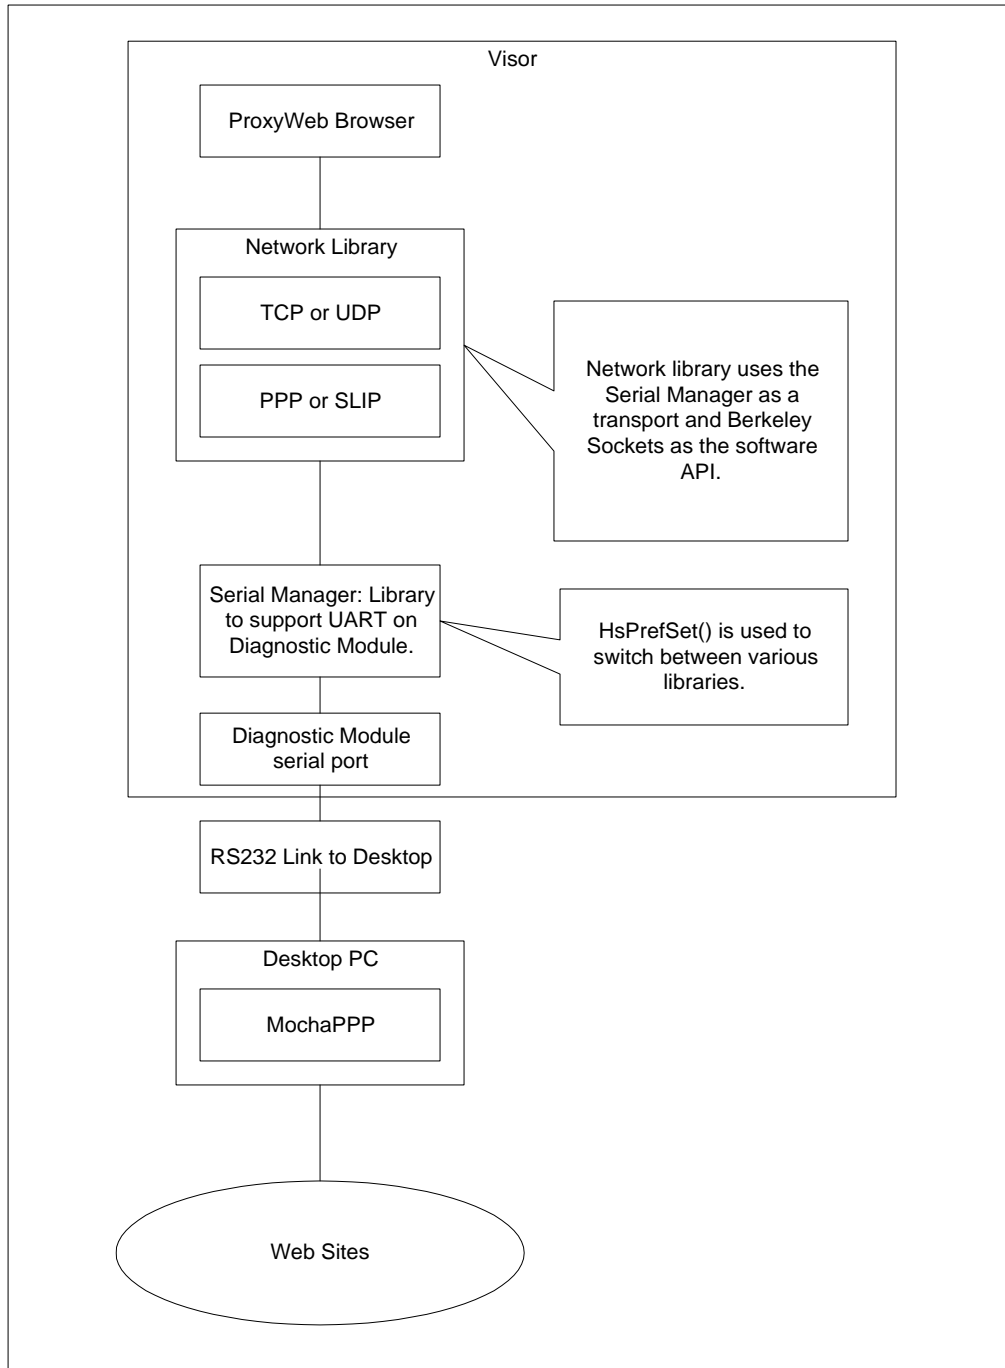 Visor
ProxyWeb Browser
Network Library
TCP or UDP
PPP or SLIP
Network library uses the
Serial Manager as a
transport and Berkeley
Sockets as the software
API.
Serial Manager: Library
to support UART on
Diagnostic Module.
HsPrefSet() is used to
switch between various
libraries.
Diagnostic Module
serial port
RS232 Link to Desktop
Desktop PC
MochaPPP
Web Sites